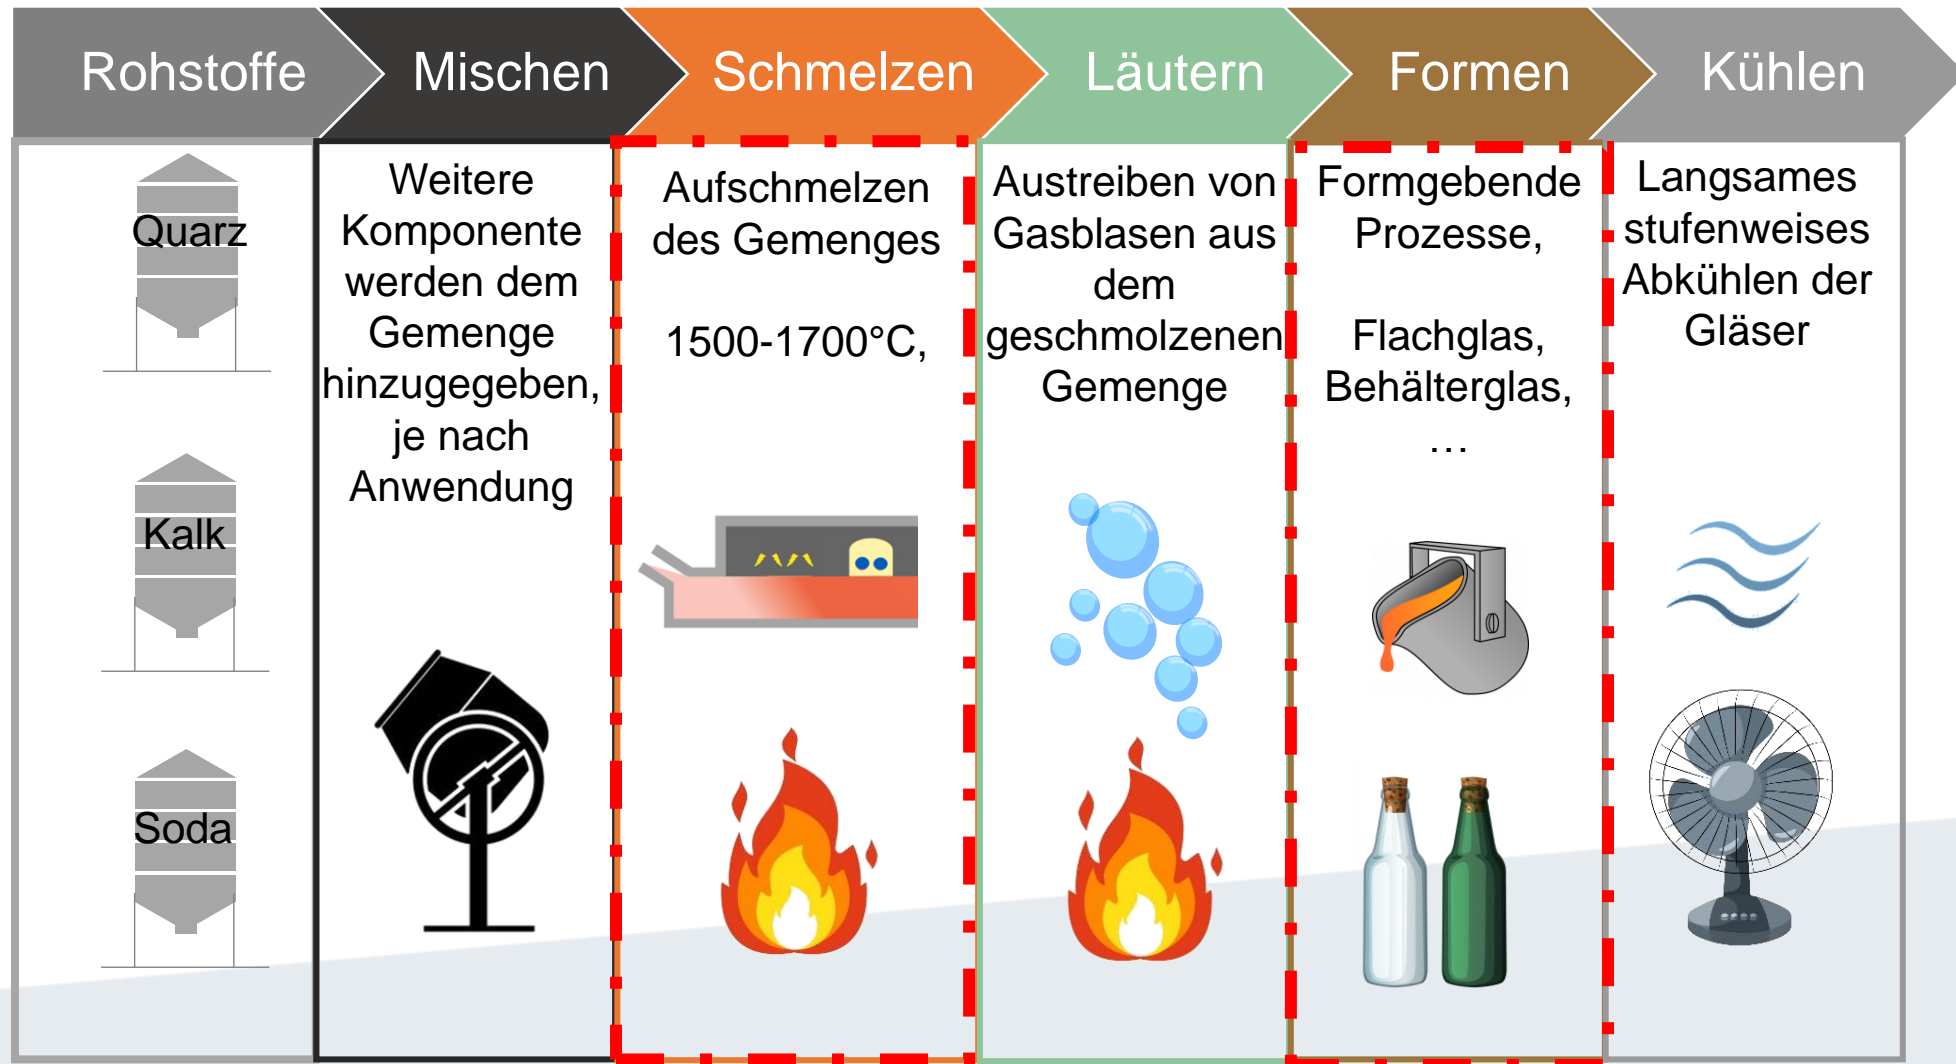 Rohstoffe
Mischen
Schmelzen
Läutern
Formen
Kühlen
Quarz
Kalk
Soda
Weitere
Komponente
werden dem
Gemenge
hinzugegeben,
je nach
Anwendung
Aufschmelzen
des Gemenges
1500-1700°C,
Austreiben von
Gasblasen aus
dem
geschmolzenen
Gemenge
Formgebende
Prozesse,
Flachglas,
Behälterglas,
…
Langsames
stufenweises
Abkühlen der
Gläser